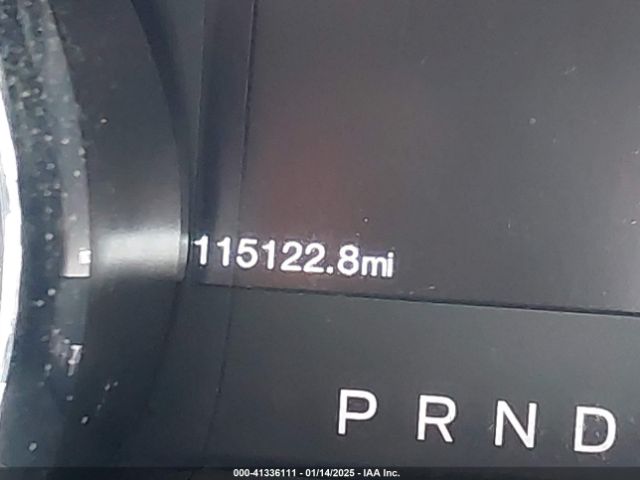 115122.8mi
P R N D
000-41336111 - 01/14/2025 - IAA Inc.